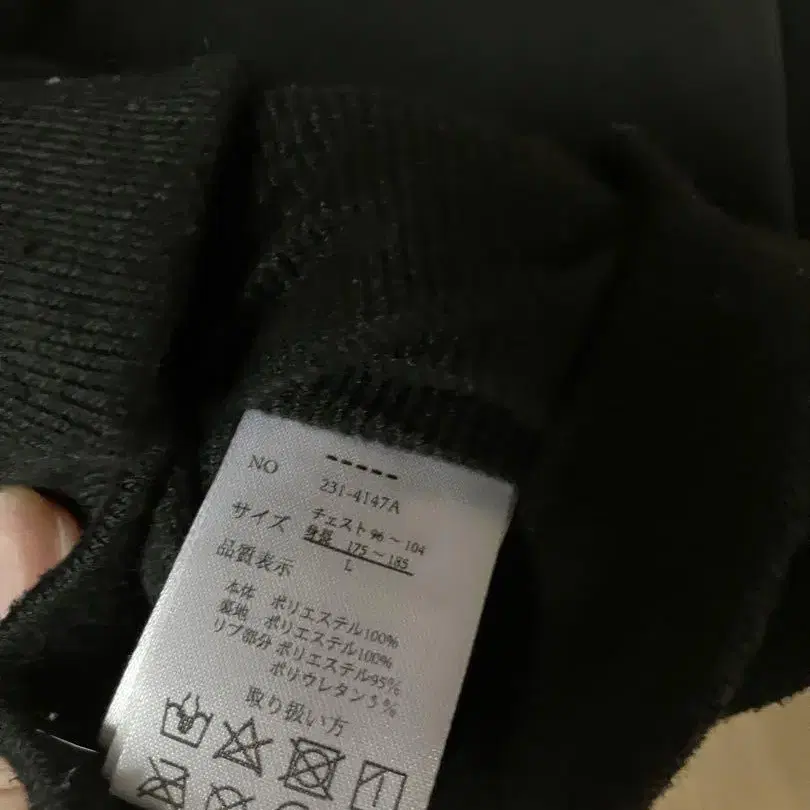 NO 231-4147A
サイズ チェスト 96～104
身長 175～185
L
品質表示
本体 ポリエステル100%
裏地 ポリエステル100%
リブ部分 ポリエステル95%
ポリウレタン5%
取り扱い方